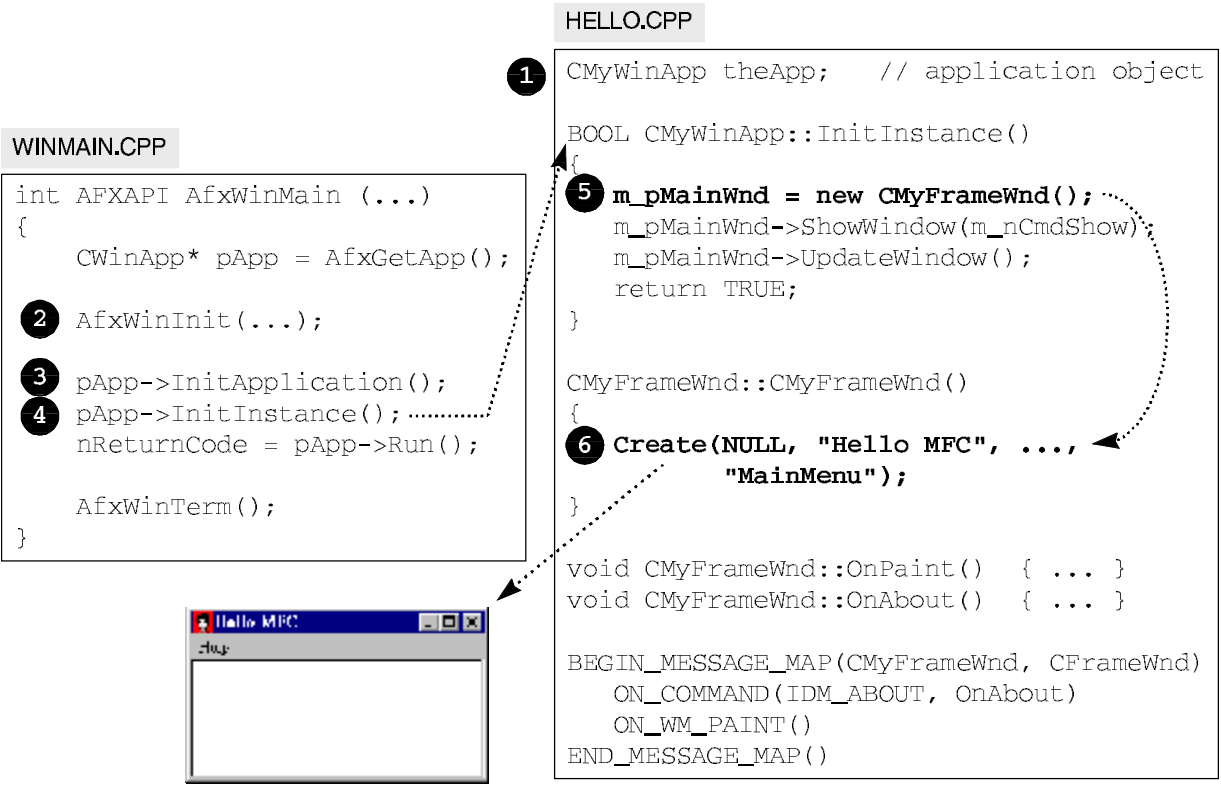 HELLO.CPP
1
CMyWinApp theApp;   // application object
BOOL CMyWinApp::InitInstance()
{
5 m_pMainWnd = new CMyFrameWnd();
m_pMainWnd->ShowWindow(m_nCmdShow);
m_pMainWnd->UpdateWindow();
return TRUE;
}
CMyFrameWnd::CMyFrameWnd()
{
6 Create(NULL, "Hello MFC", ...,
"MainMenu");
}
void CMyFrameWnd::OnPaint()  { ... }
void CMyFrameWnd::OnAbout()  { ... }
BEGIN_MESSAGE_MAP(CMyFrameWnd, CFrameWnd)
ON_COMMAND(IDM_ABOUT, OnAbout)
ON_WM_PAINT()
END_MESSAGE_MAP()
WINMAIN.CPP
int AFXAPI AfxWinMain (...)
{
CWinApp* pApp = AfxGetApp();
2 AfxWinInit(...);
3 pApp->InitApplication();
4 pApp->InitInstance();
nReturnCode = pApp->Run();
AfxWinTerm();
}
Hello MFC